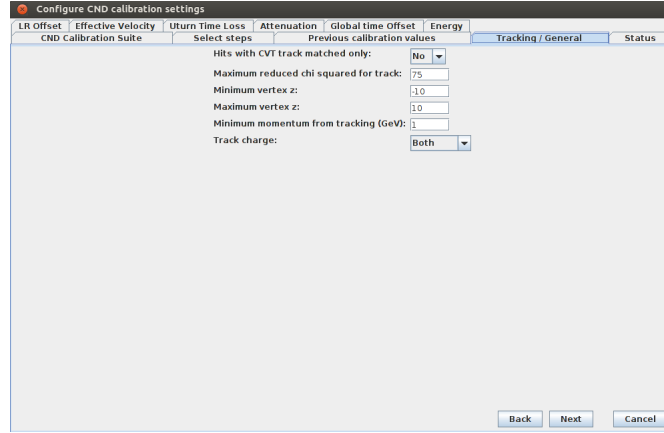 Configure CND calibration settings
LR Offset Effective Velocity Uturn Time Loss Attenuation Global time Offset Energy
CND Calibration Suite Select steps Previous calibration values Tracking / General Status
Hits with CVT track matched only: No
Maximum reduced chi squared for track: 75
Minimum vertex z: -10
Maximum vertex z: 10
Minimum momentum from tracking (GeV): 1
Track charge: Both
Back Next Cancel